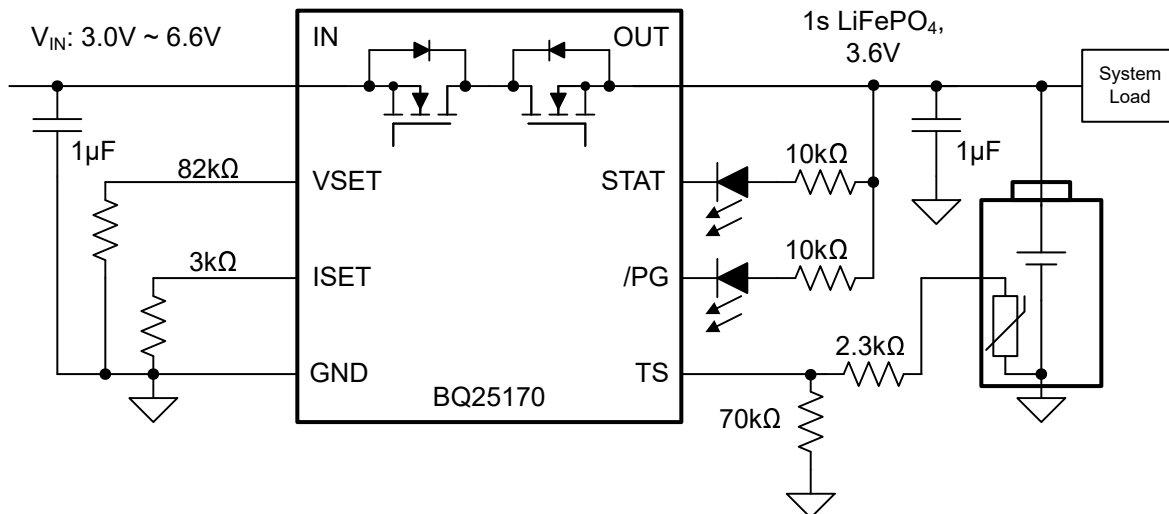 V_IN: 3.0V ~ 6.6V
IN
OUT
1s LiFePO₄,
3.6V
System
Load
1µF
82kΩ
VSET
STAT
10kΩ
1µF
3kΩ
ISET
/PG
10kΩ
GND
TS
2.3kΩ
BQ25170
70kΩ